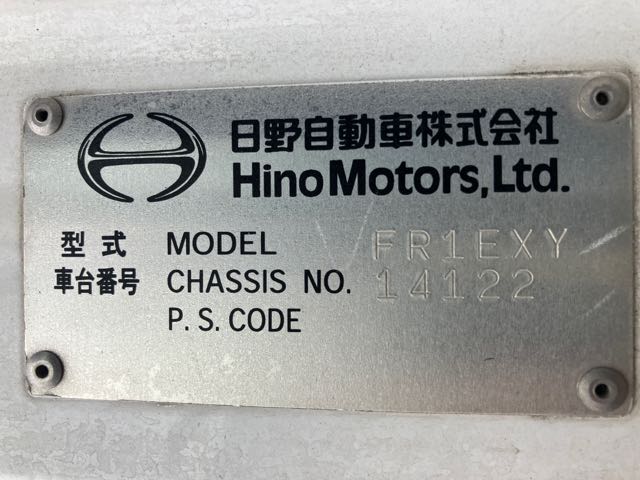 日野自動車株式会社
Hino Motors, Ltd.
型式 MODEL FR1EXY
車台番号 CHASSIS NO. 14122
P. S. CODE